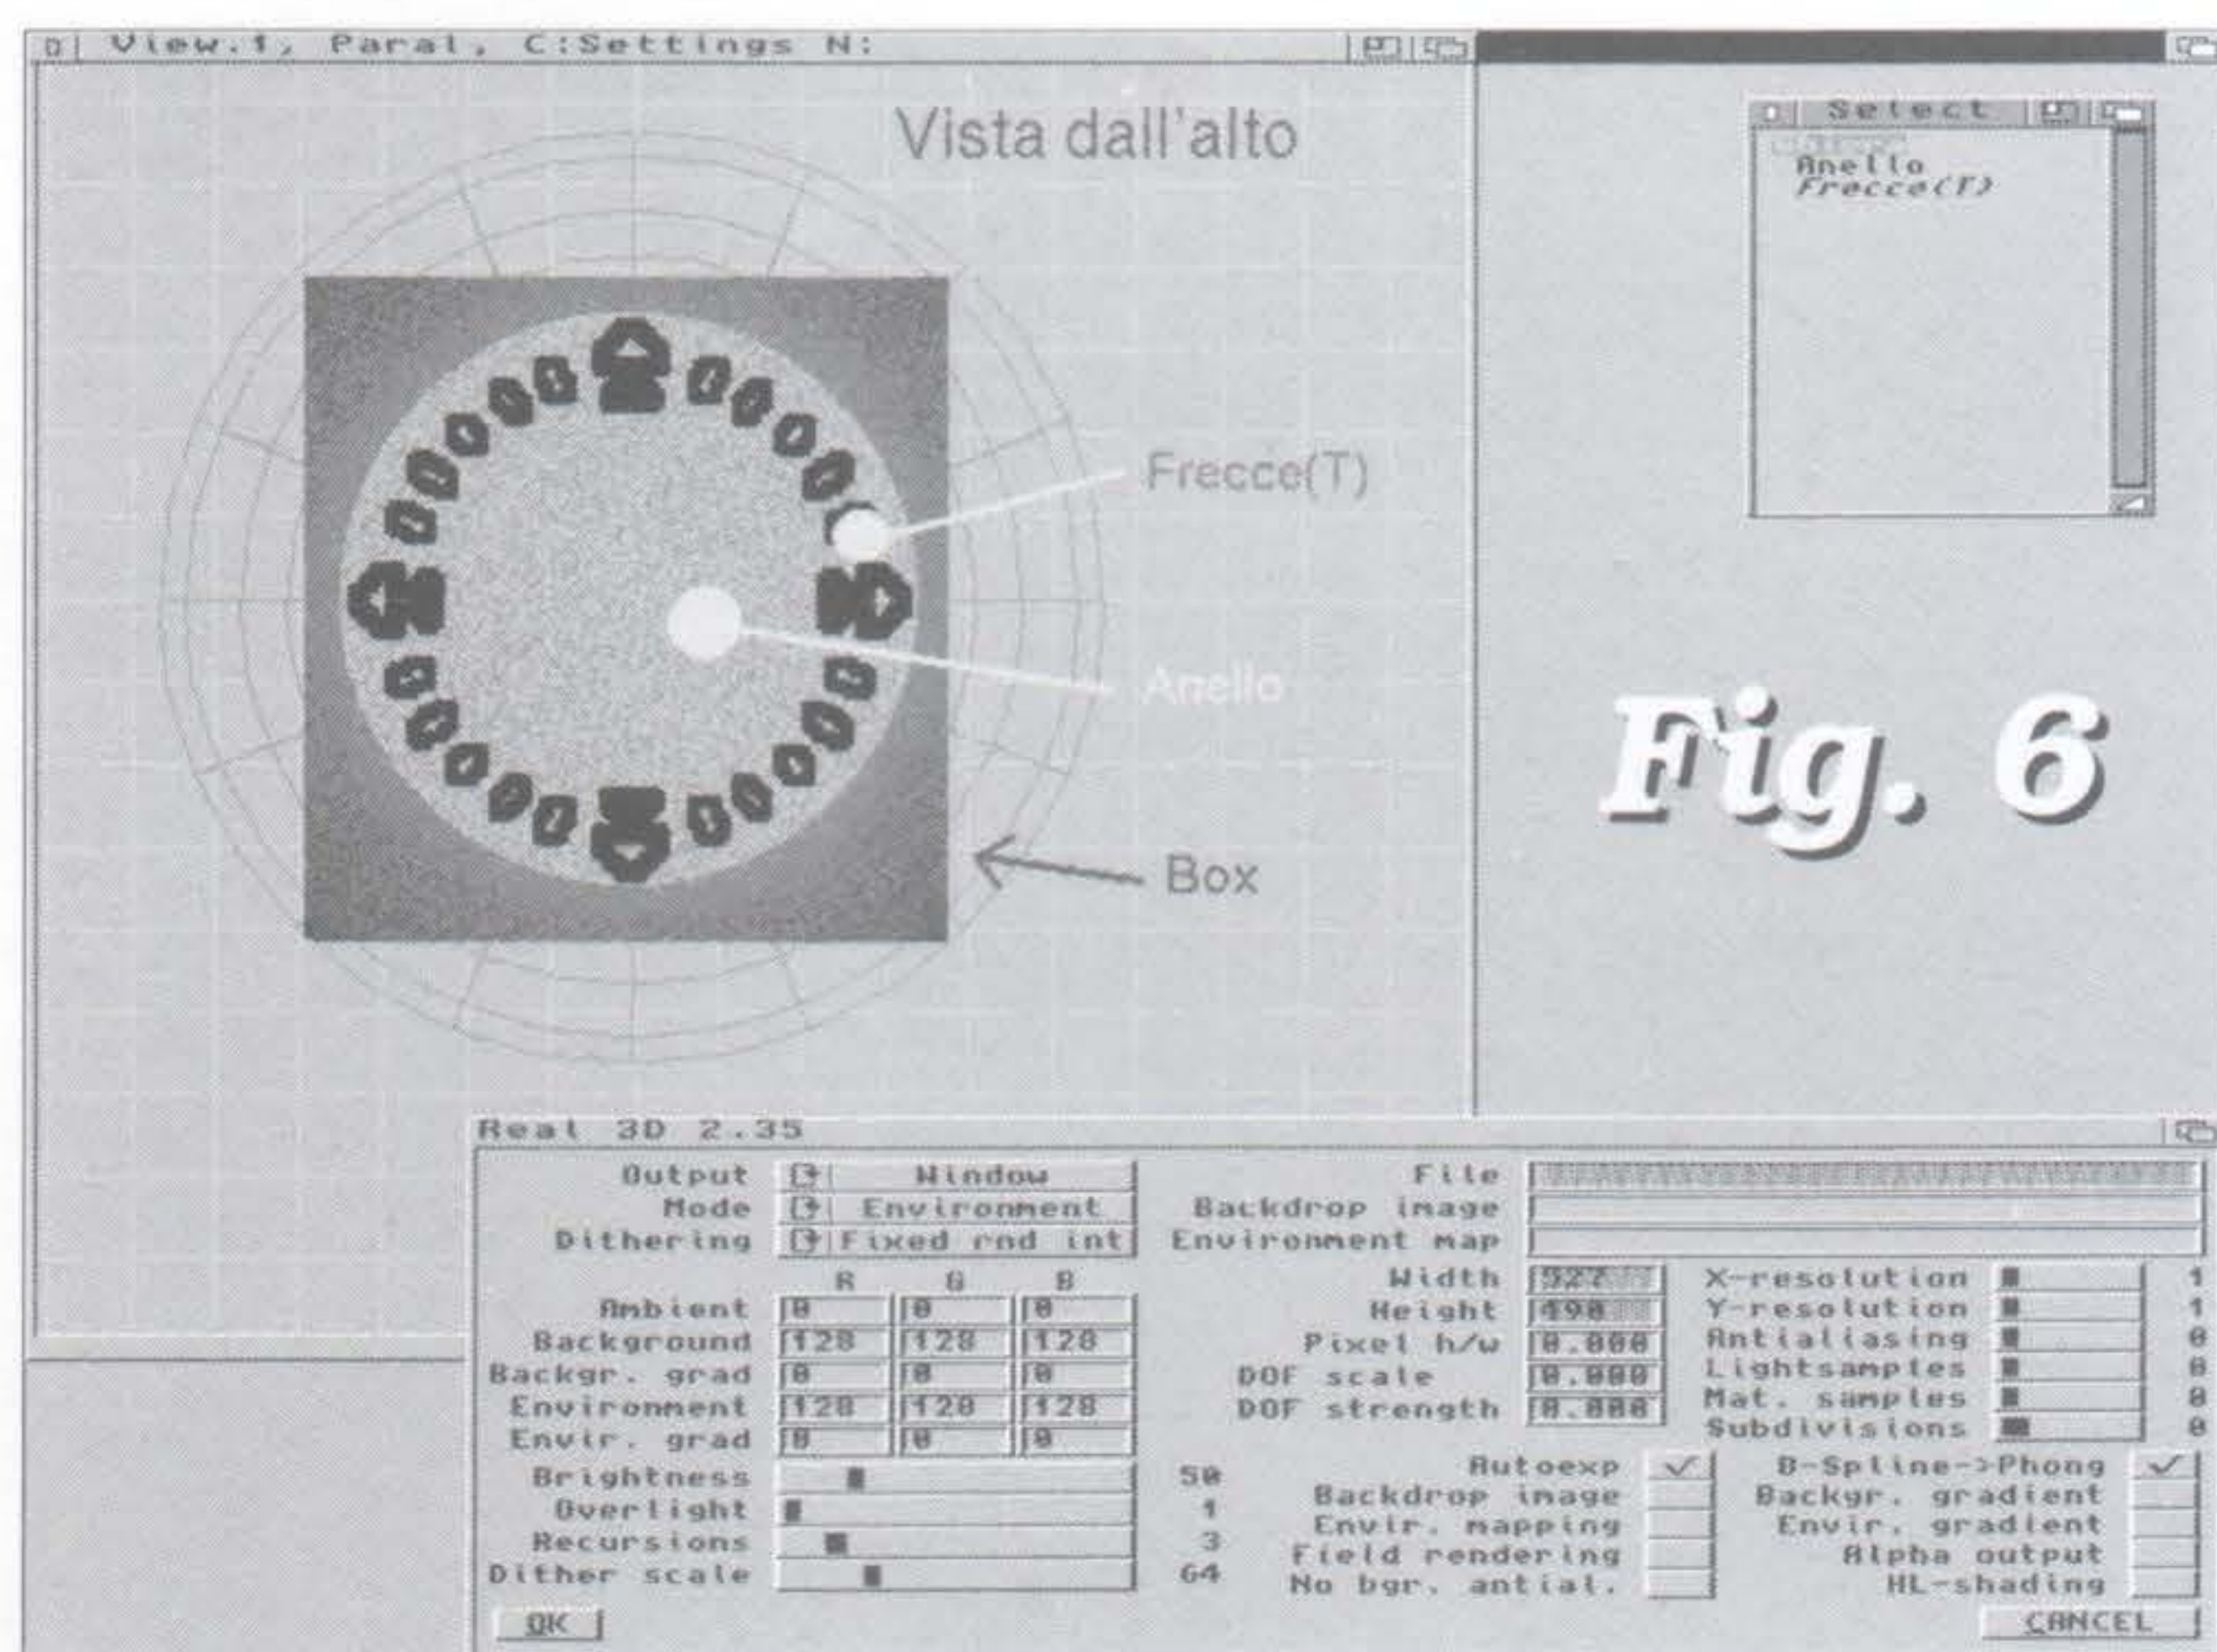 View.1, Paral, C:Settings N:
Vista dall'alto
Select
Anello
Frecce(T)
Frecce(T)
Anello
Box
Fig. 6
Real 3D 2.35
Output Window
Mode Environment
Dithering Fixed rnd int
R G B
Ambient 0 0 0
Background 128 128 128
Backgr. grad 0 0 0
Environment 128 128 128
Envir. grad 0 0 0
Brightness 50
Overlight 1
Recursions 3
Dither scale 64
OK
File
Backdrop image
Environment map
Width 527
Height 490
Pixel h/w 0.000
DOF scale 0.000
DOF strength 0.000
X-resolution 1
Y-resolution 1
Antialiasing 0
Lightsamples 0
Mat. samples 0
Subdivisions 0
Autoexp
Backdrop image
Envir. mapping
Field rendering
No bgr. antial.
B-Spline->Phong
Backgr. gradient
Envir. gradient
Alpha output
HL-shading
CANCEL